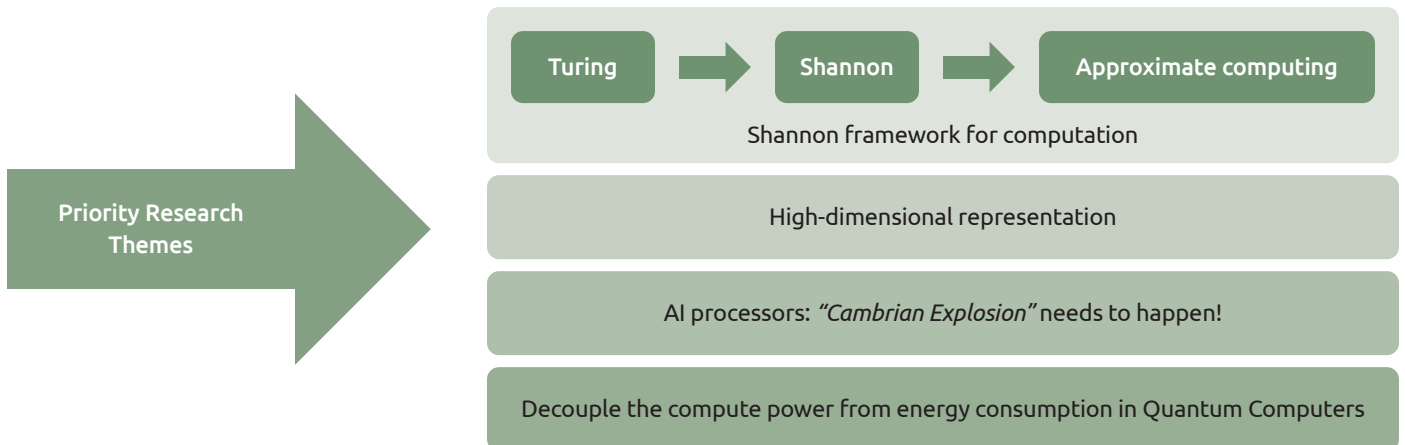 Priority Research
Themes
Turing
Shannon
Approximate computing
Shannon framework for computation
High-dimensional representation
AI processors: “Cambrian Explosion” needs to happen!
Decouple the compute power from energy consumption in Quantum Computers